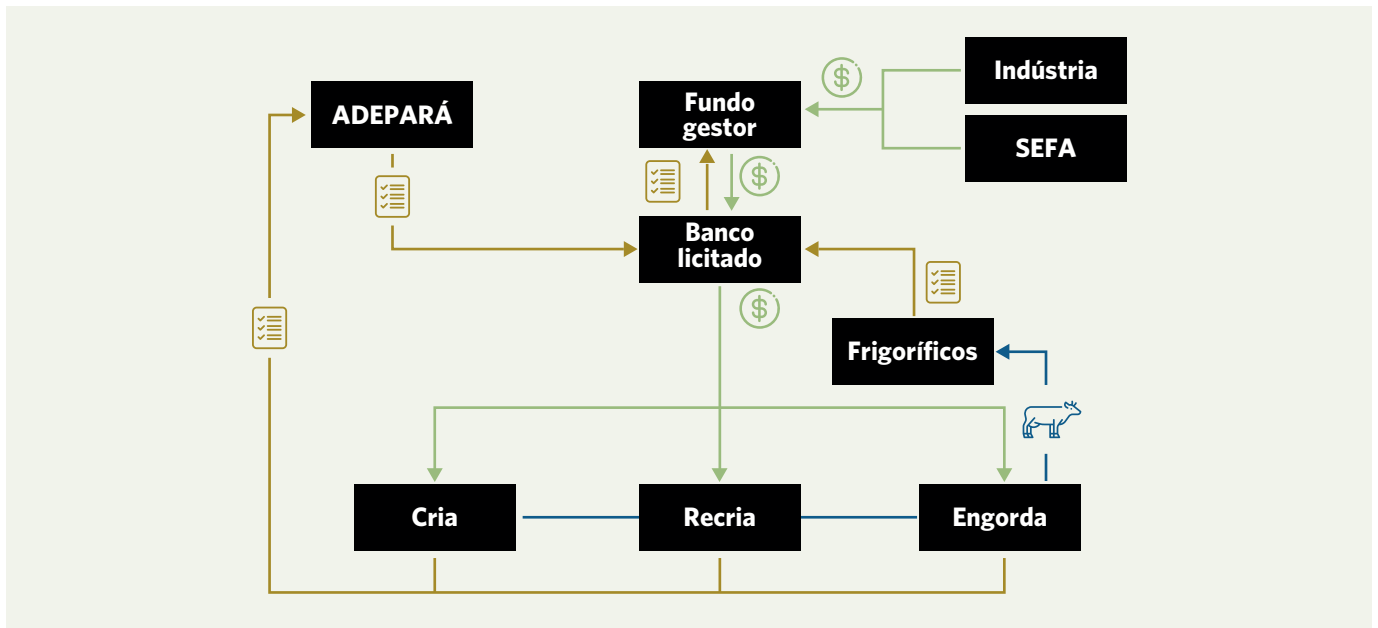 Indústria
ADEPARÁ
Fundo
gestor
SEFA
Banco
licitado
Frigoríficos
Cria
Recria
Engorda